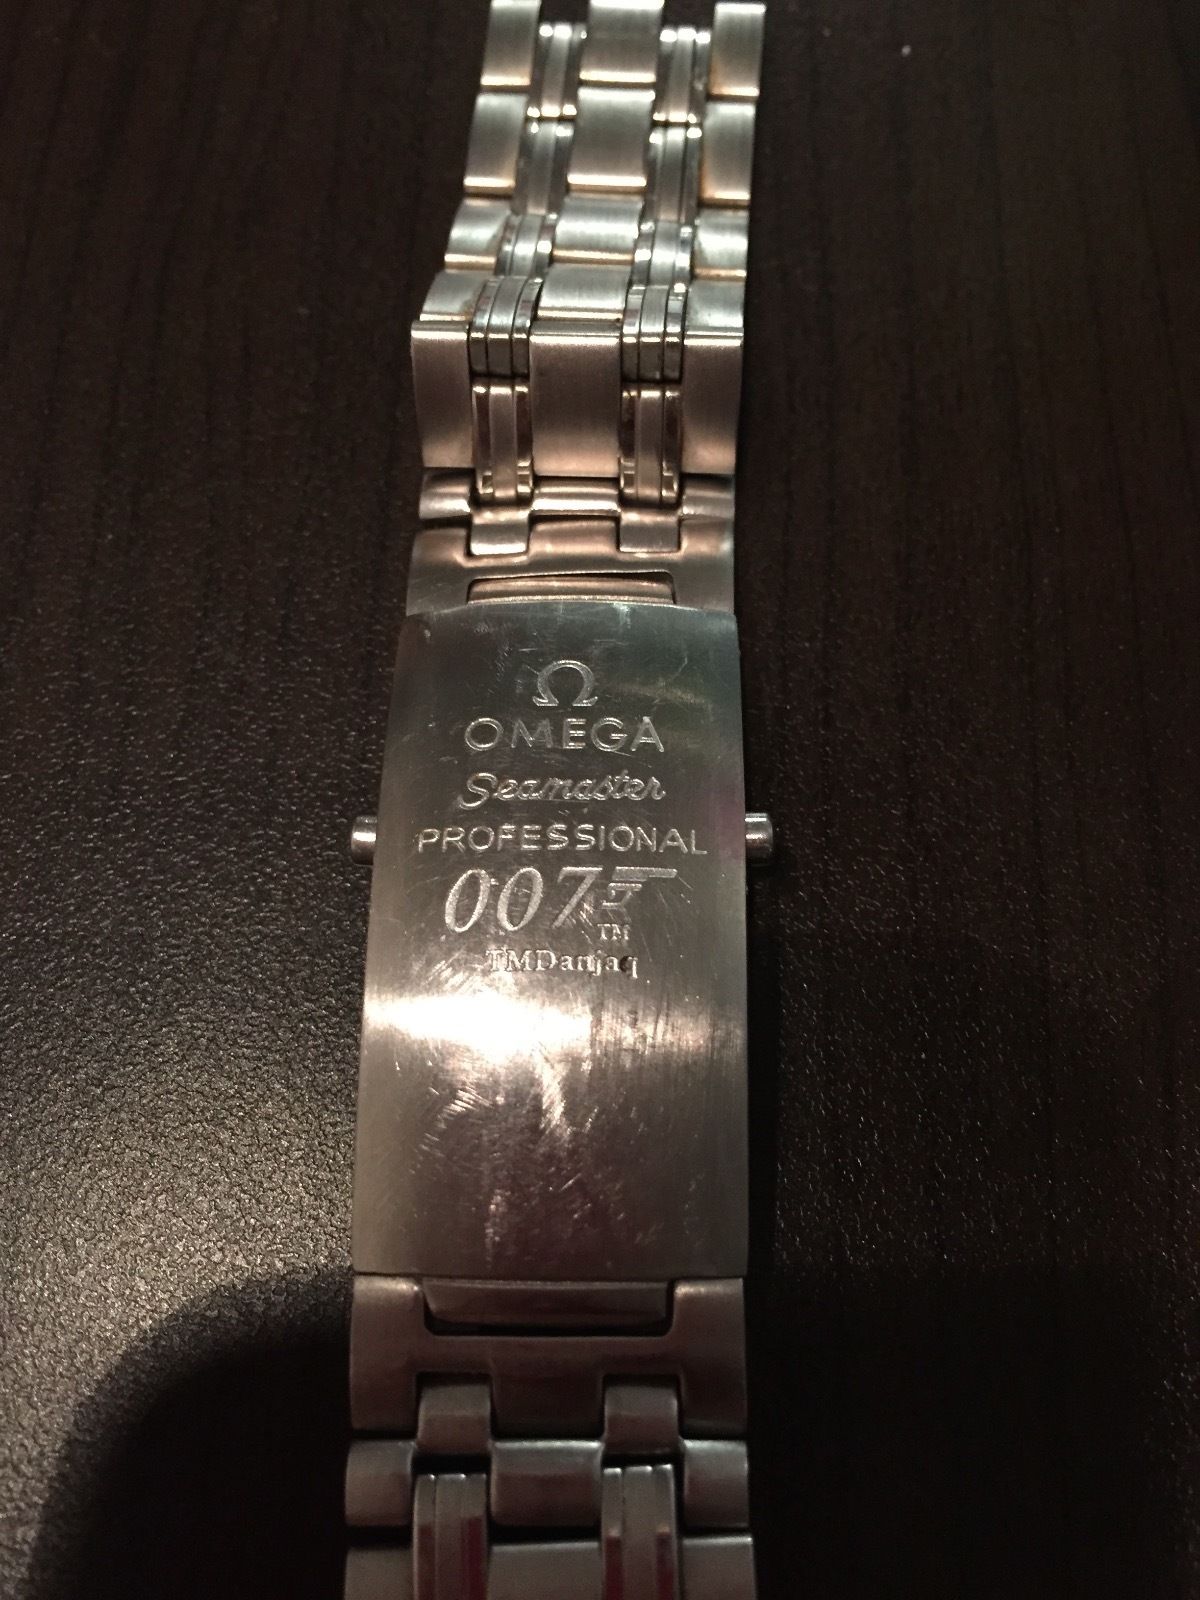 Ω
OMEGA
Seamaster
PROFESSIONAL
007
TM
TMDanjaq